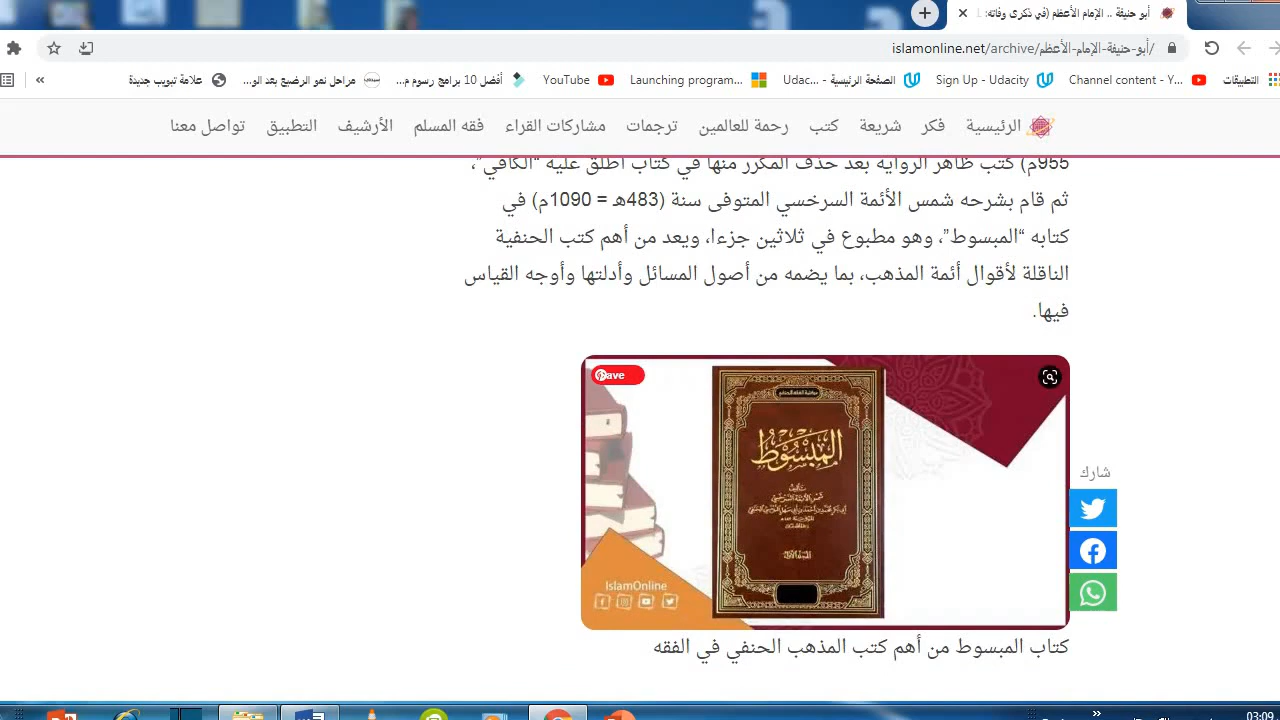 أبو حنيفة .. الإمام الأعظم (في ذكرى وفاته:
islamonline.net/archive/أبو-حنيفة-الإمام-الأعظم/
التطبيقات
Channel content - Y...
Sign Up - Udacity
الصفحة الرئيسية - Udac...
Launching program...
YouTube
أفضل 10 برامج رسوم م...
مراحل نمو الرضيع بعد الو...
علامة تبويب جديدة
»
الرئيسية
فكر
شريعة
كتب
رحمة للعالمين
ترجمات
مشاركات القراء
فقه المسلم
الأرشيف
التطبيق
تواصل معنا
955م) كتب ظاهر الرواية بعد حذف المكرر منها في كتاب أطلق عليه “الكافي”،
ثم قام بشرحه شمس الأئمة السرخسي المتوفى سنة (483هـ = 1090م) في
كتابه “المبسوط”، وهو مطبوع في ثلاثين جزءا، ويعد من أهم كتب الحنفية
الناقلة لأقوال أئمة المذهب، بما يضمه من أصول المسائل وأدلتها وأوجه القياس
فيها.
ave
المَبْسُوْط
تأليف
شمس الأئمة السرخسي
IslamOnline
شارك
كتاب المبسوط من أهم كتب المذهب الحنفي في الفقه
03:09